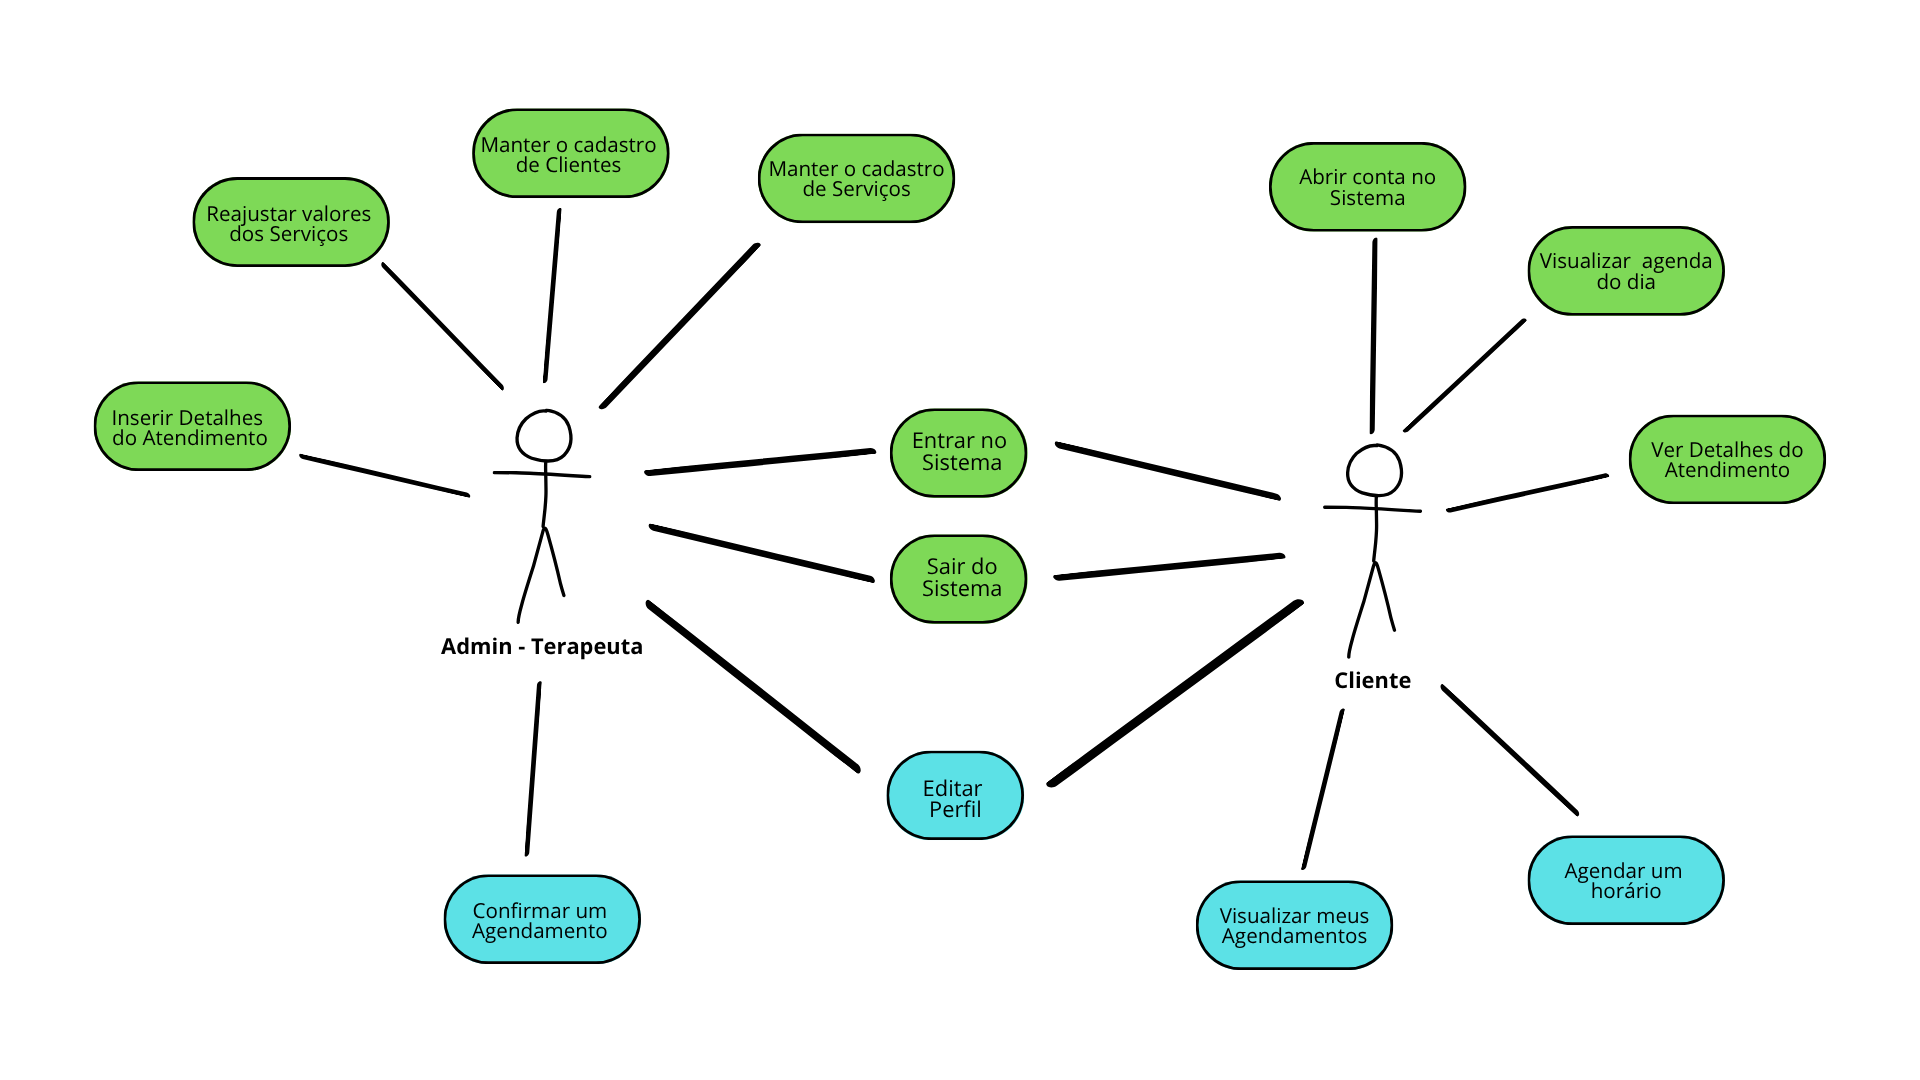 Manter o cadastro
de Clientes
Manter o cadastro
de Serviços
Abrir conta no
Sistema
Reajustar valores
dos Serviços
Visualizar  agenda
do dia
Inserir Detalhes
do Atendimento
Entrar no
Sistema
Ver Detalhes do
Atendimento
Sair do
Sistema
Admin - Terapeuta
Cliente
Editar
Perfil
Confirmar um
Agendamento
Visualizar meus
Agendamentos
Agendar um
horário